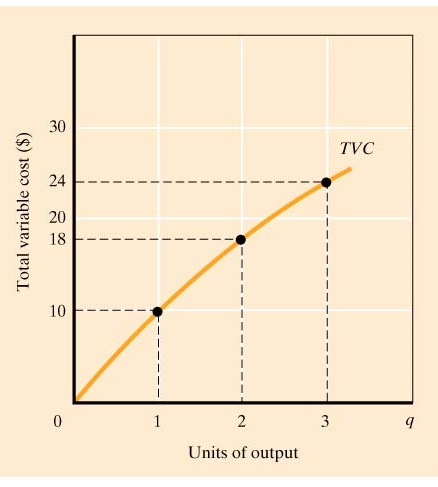 Total variable cost ($)
30
24
20
18
10
TVC
0
1
2
3
q
Units of output